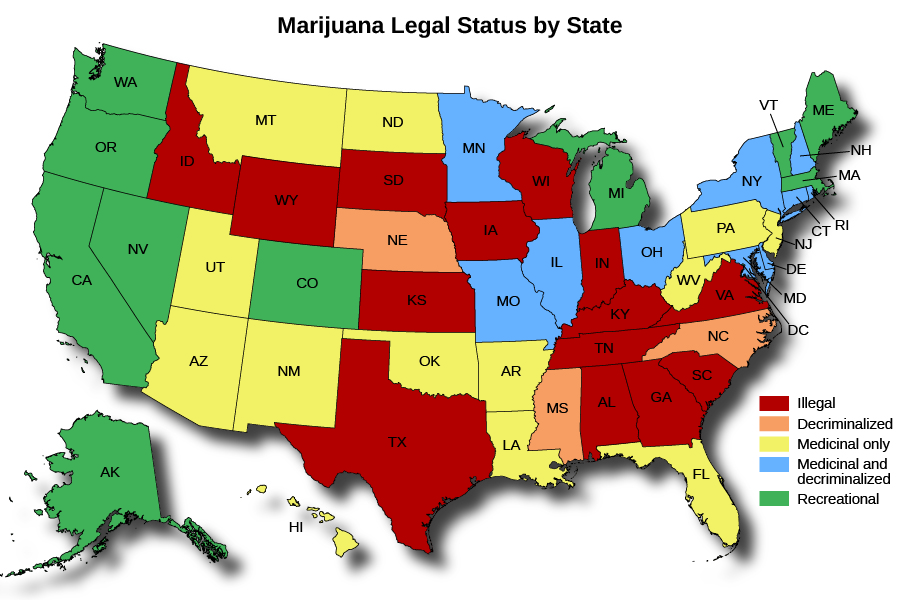 Marijuana Legal Status by State
WA
MT
ND
MN
VT
ME
OR
ID
SD
WI
MI
NY
NH
MA
WY
IA
NE
PA
RI
CT
NV
UT
CO
IL
IN
OH
NJ
CA
KS
MO
WV
VA
DE
MD
KY
DC
AZ
NM
OK
AR
TN
NC
SC
TX
LA
MS
AL
GA
FL
AK
HI
Illegal
Decriminalized
Medicinal only
Medicinal and
decriminalized
Recreational